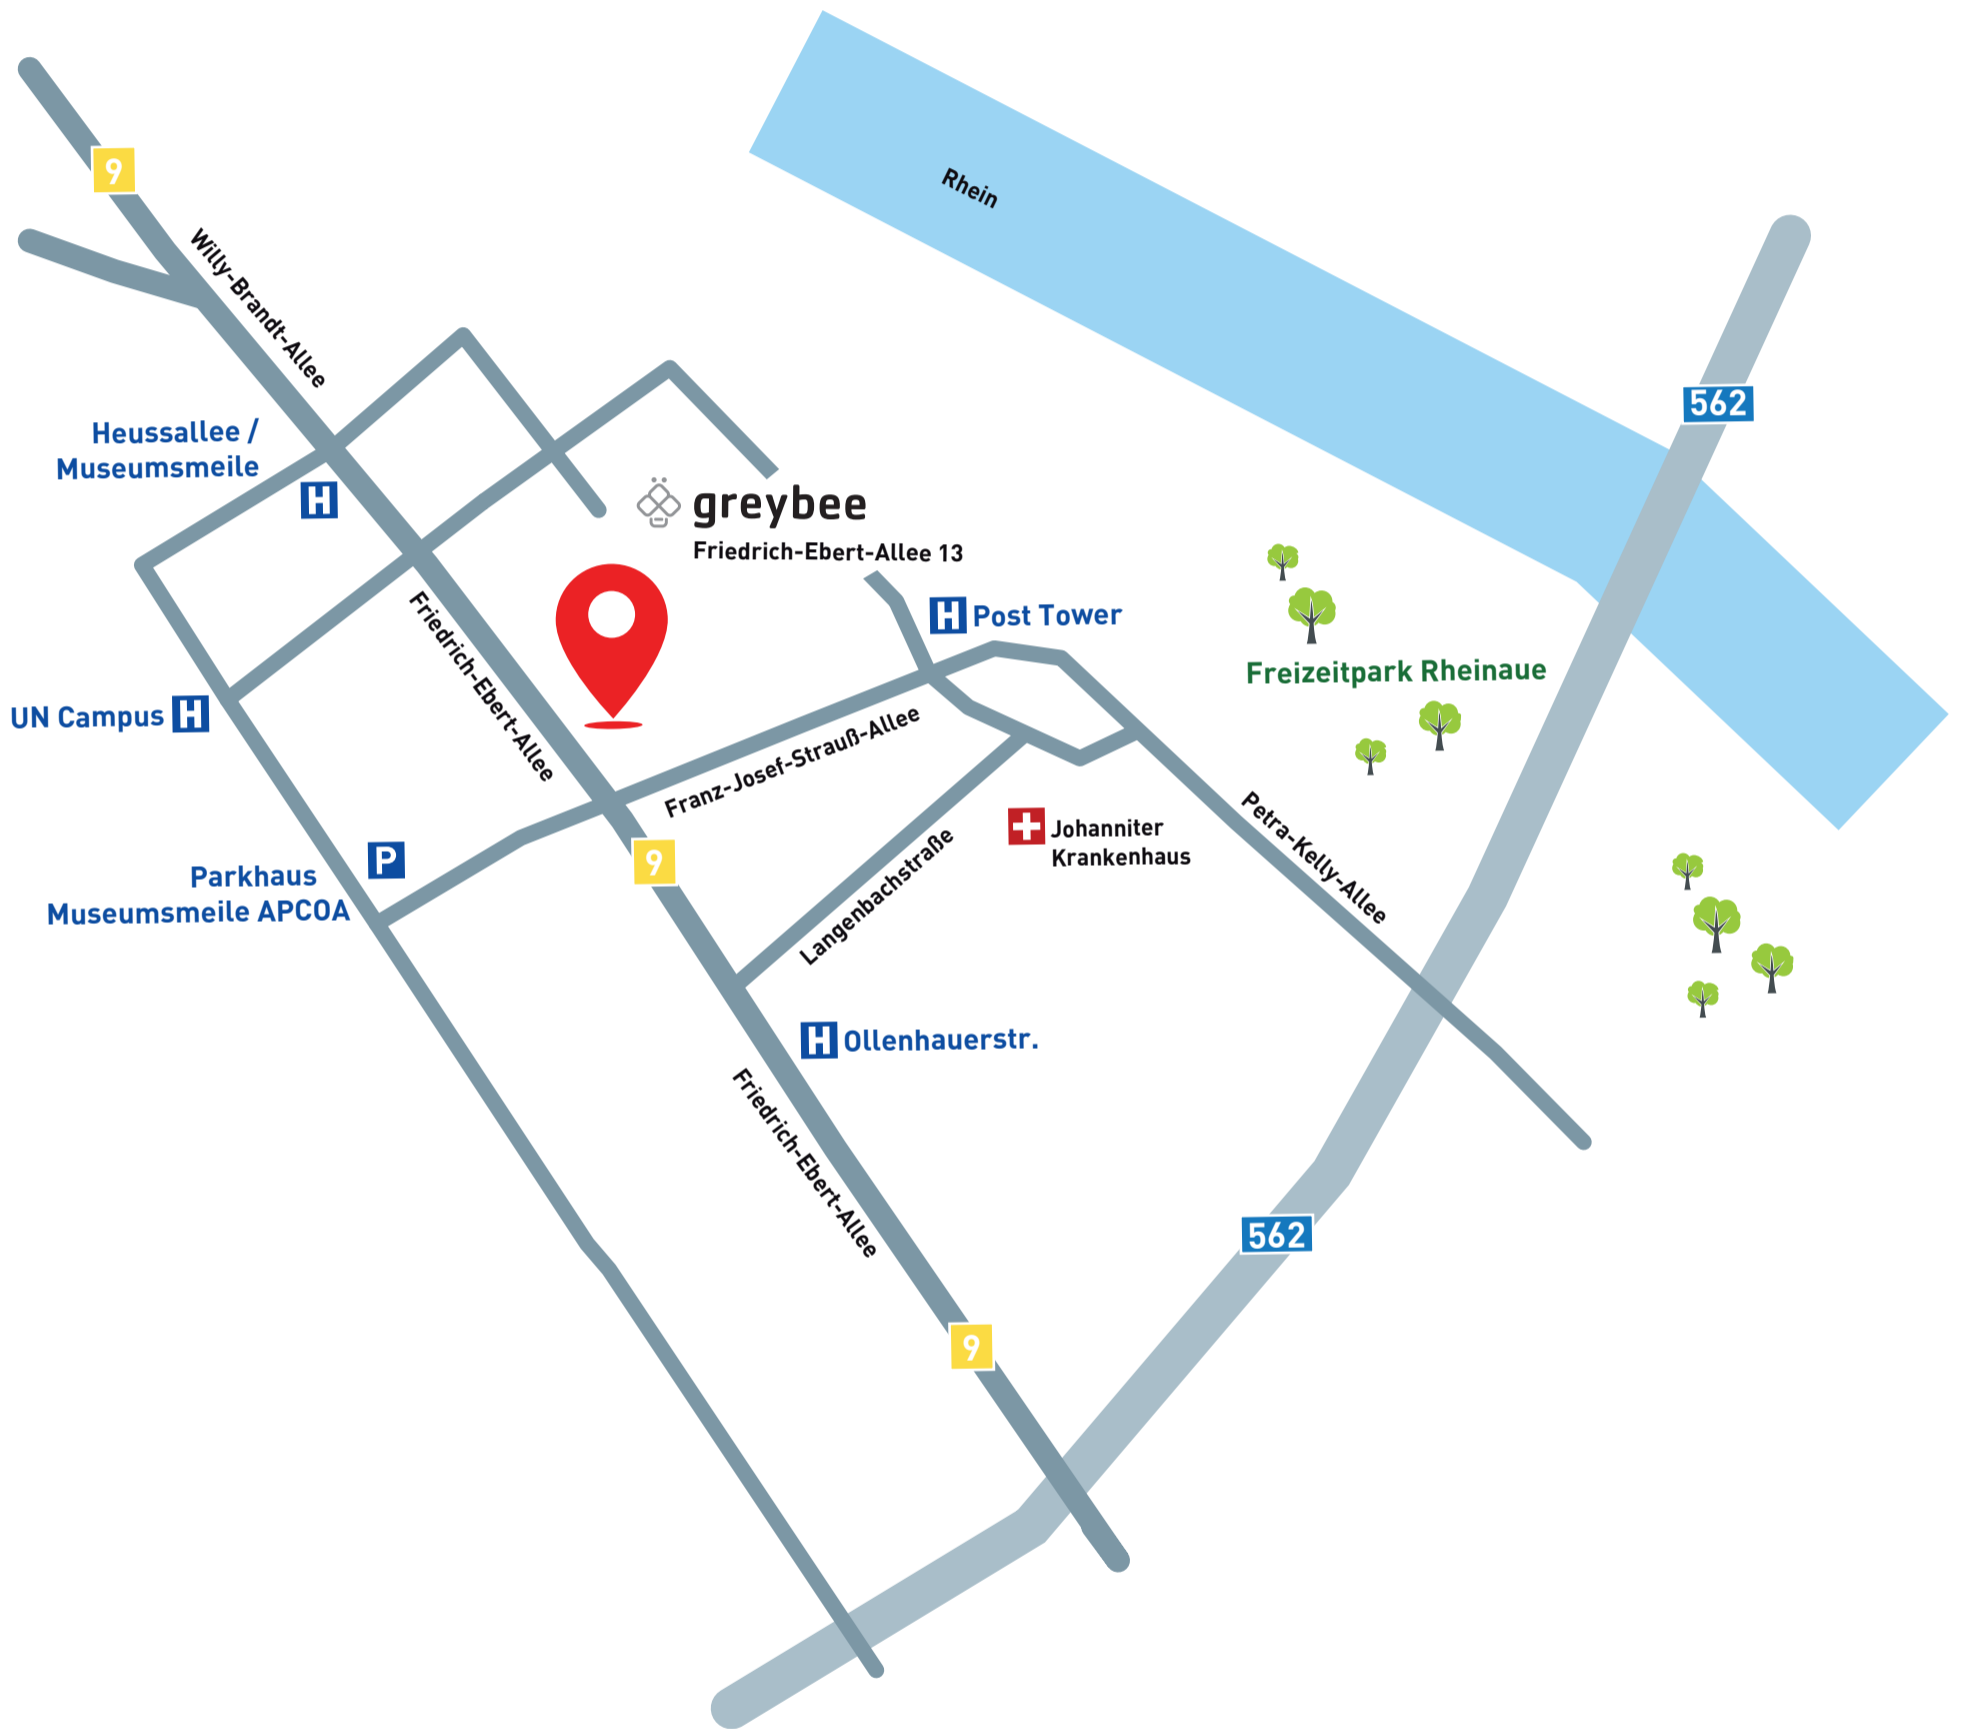 Rhein
9
Willy-Brandt-Allee
562
Heussallee /
Museumsmeile
H
greybee
Friedrich-Ebert-Allee 13
H Post Tower
Freizeitpark Rheinaue
Friedrich-Ebert-Allee
UN Campus H
Franz-Josef-Strauß-Allee
Johanniter
Krankenhaus
Petra-Kelly-Allee
P
9
Parkhaus
Museumsmeile APCOA
Langenbachstraße
H Ollenhauerstr.
Friedrich-Ebert-Allee
562
9